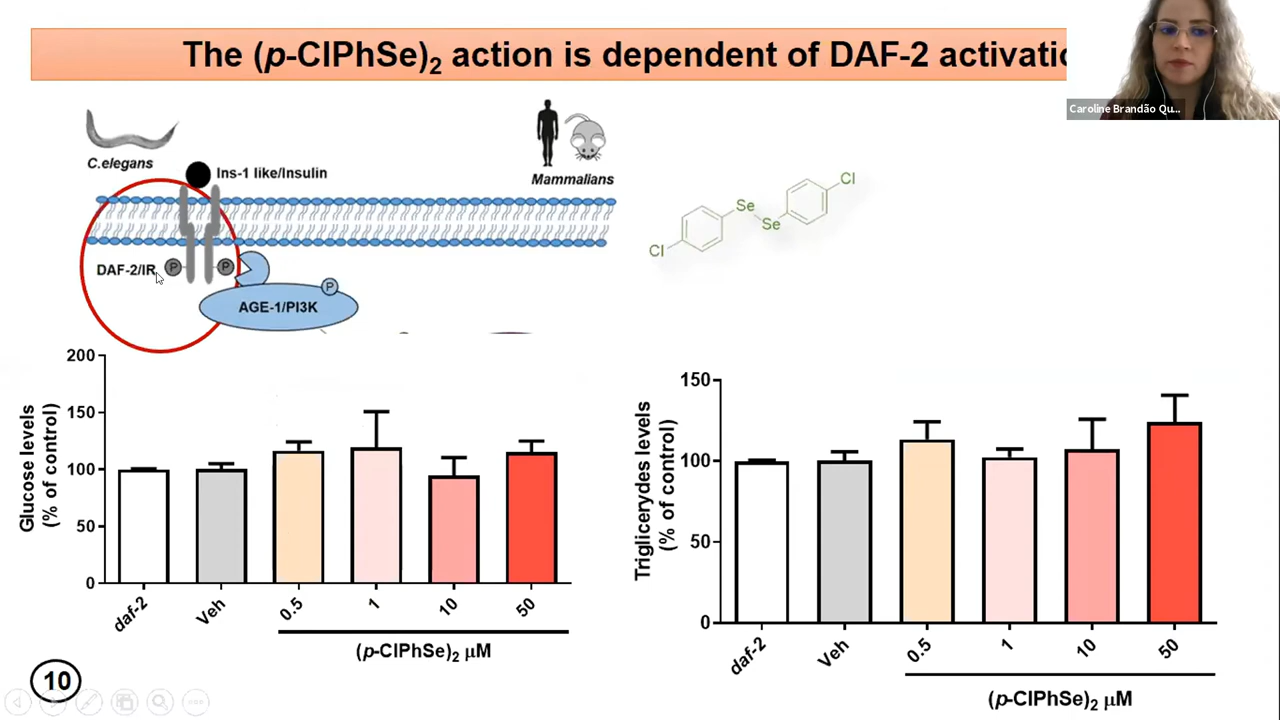 The (p-ClPhSe)₂ action is dependent of DAF-2 activatio
Caroline Brandão Qu...
C.elegans
Ins-1 like/Insulin
Mammalians
DAF-2/IR
P
P
P
AGE-1/PI3K
Cl
Se
Se
Cl
Glucose levels
(% of control)
200
150
100
50
0
daf-2
Veh
0.5
1
10
50
(p-ClPhSe)₂ μM
Triglicerydes levels
(% of control)
150
100
50
0
daf-2
Veh
0.5
1
10
50
(p-ClPhSe)₂ μM
10